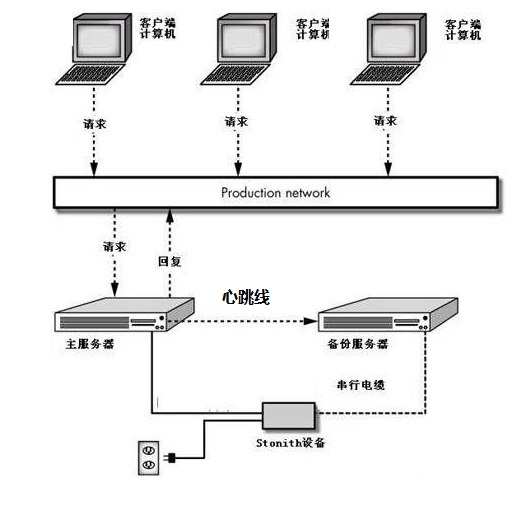 客户端
计算机
客户端
计算机
客户端
计算机
请求
请求
请求
Production network
请求
回复
心跳线
主服务器
备份服务器
串行电缆
Stonith设备